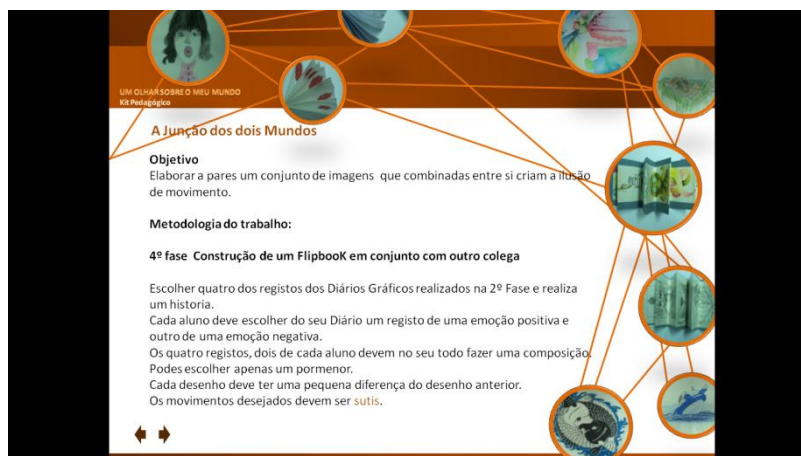 UM OLHAR SOBRE O MEU MUNDO
Kit Pedagógico
A Junção dos dois Mundos
Objetivo
Elaborar a pares um conjunto de imagens que combinadas entre si criam a ilusão
de movimento.
Metodologia do trabalho:
4º fase Construção de um FlipbooK em conjunto com outro colega
Escolher quatro dos registos dos Diários Gráficos realizados na 2º Fase e realiza
um historia.
Cada aluno deve escolher do seu Diário um registo de uma emoção positiva e
outro de uma emoção negativa.
Os quatro registos, dois de cada aluno devem no seu todo fazer uma composição.
Podes escolher apenas um pormenor.
Cada desenho deve ter uma pequena diferença do desenho anterior.
Os movimentos desejados devem ser sutis.